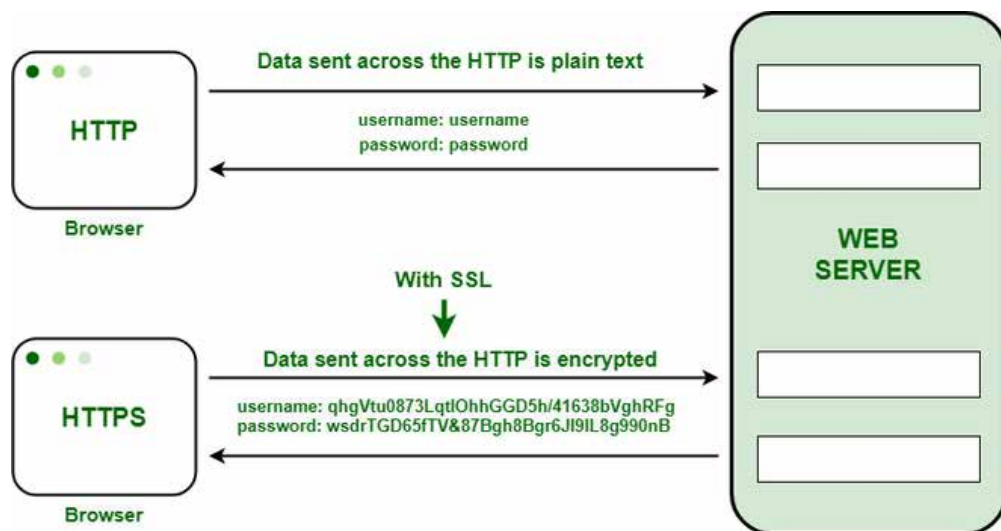 Data sent across the HTTP is plain text
HTTP
username: username
password: password
Browser
WEB
SERVER
With SSL
Data sent across the HTTP is encrypted
HTTPS
username: qhgVtu0873LqtlOhhGGD5h/41638bVghRFg
password: wsdrTGD65fTV&87Bgh8Bgr6Jl9lL8g990nB
Browser